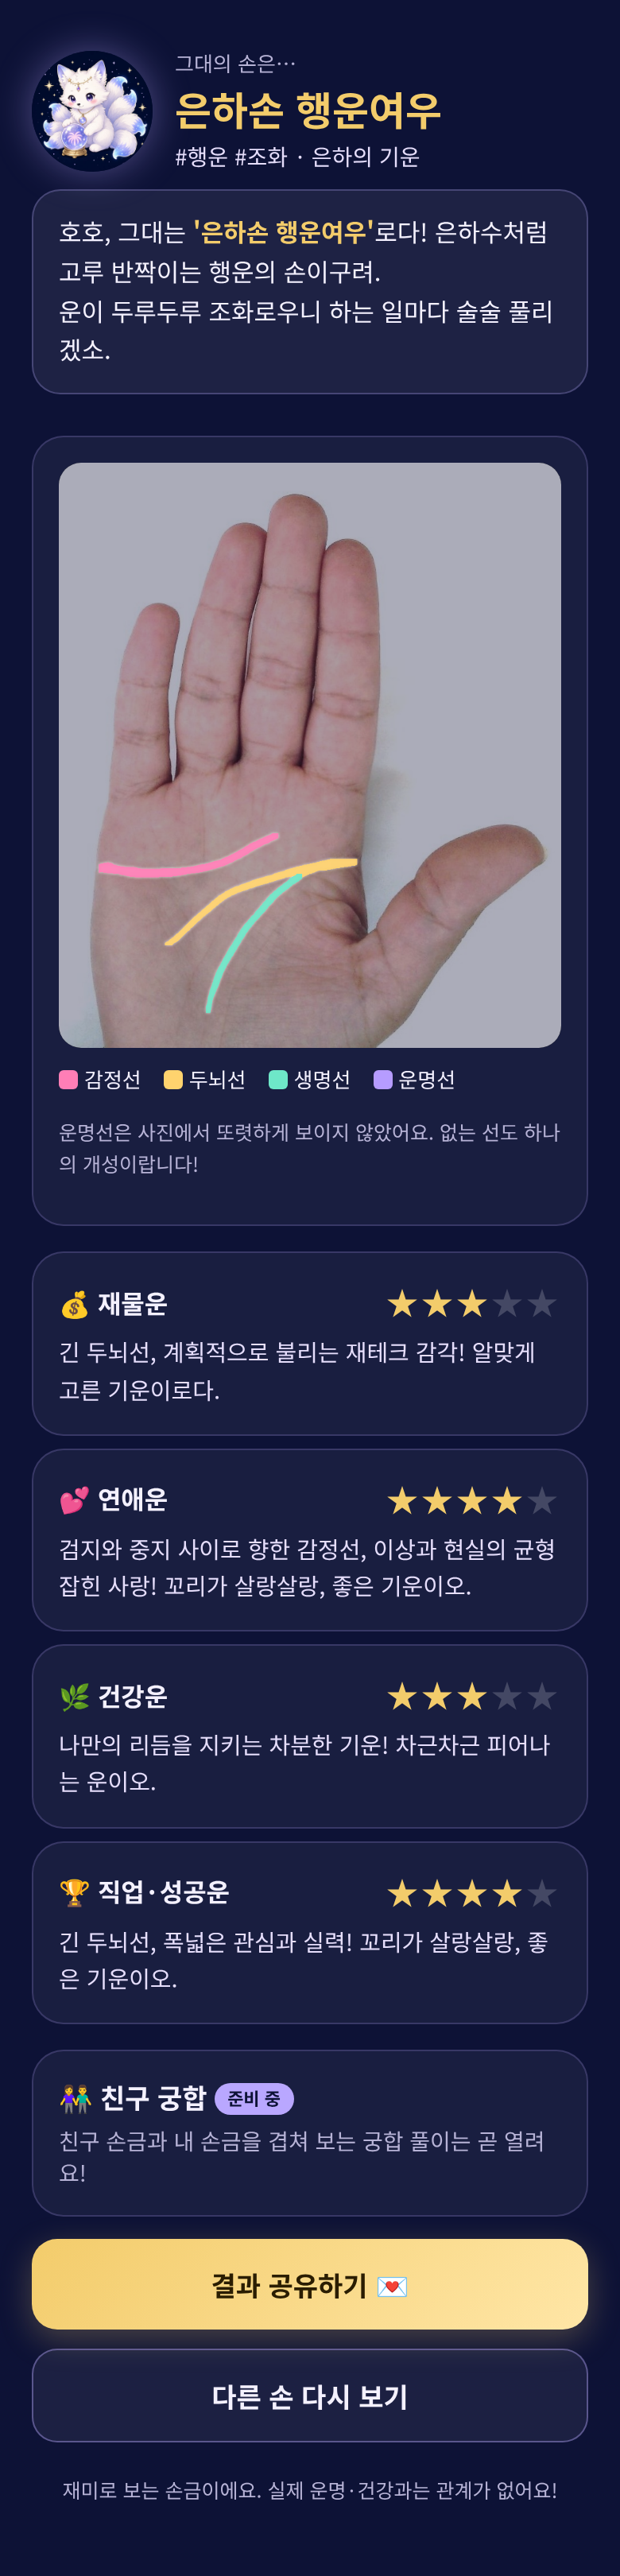 그대의 손은…
은하손 행운여우
#행운 #조화 · 은하의 기운
호호, 그대는 '은하손 행운여우'로다! 은하수처럼
고루 반짝이는 행운의 손이구려.
운이 두루두루 조화로우니 하는 일마다 술술 풀리
겠소.
감정선 두뇌선 생명선 운명선
운명선은 사진에서 또렷하게 보이지 않았어요. 없는 선도 하나
의 개성이랍니다!
💰 재물운 ★★★★★
긴 두뇌선, 계획적으로 불리는 재테크 감각! 알맞게
고른 기운이로다.
💕 연애운 ★★★★★
검지와 중지 사이로 향한 감정선, 이상과 현실의 균형
잡힌 사랑! 꼬리가 살랑살랑, 좋은 기운이오.
🌿 건강운 ★★★★★
나만의 리듬을 지키는 차분한 기운! 차근차근 피어나
는 운이오.
🏆 직업·성공운 ★★★★★
긴 두뇌선, 폭넓은 관심과 실력! 꼬리가 살랑살랑, 좋
은 기운이오.
👫 친구 궁합 준비 중
친구 손금과 내 손금을 겹쳐 보는 궁합 풀이는 곧 열려
요!
결과 공유하기 💌
다른 손 다시 보기
재미로 보는 손금이에요. 실제 운명·건강과는 관계가 없어요!